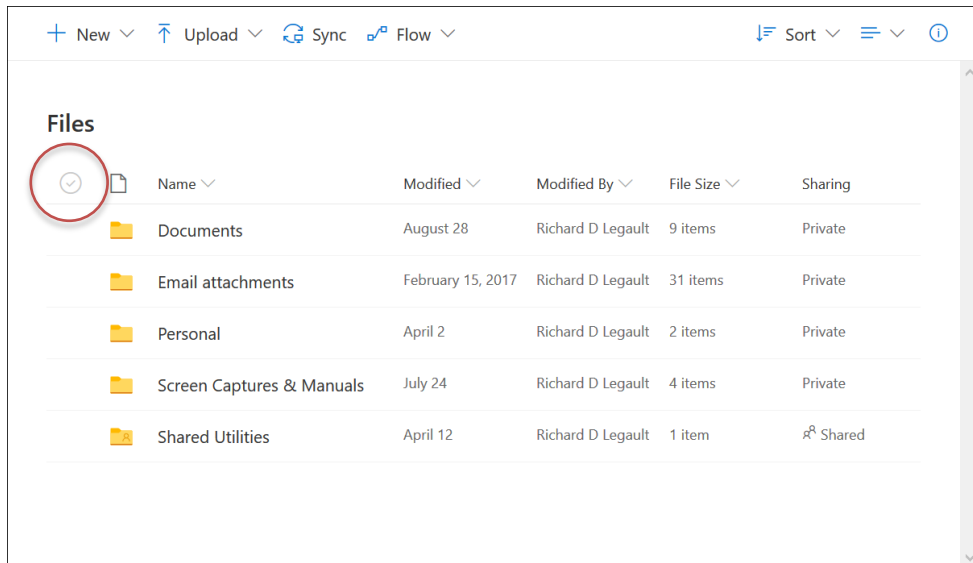 New Upload Sync Flow Sort
Files
Name Modified Modified By File Size Sharing
Documents August 28 Richard D Legault 9 items Private
Email attachments February 15, 2017 Richard D Legault 31 items Private
Personal April 2 Richard D Legault 2 items Private
Screen Captures & Manuals July 24 Richard D Legault 4 items Private
Shared Utilities April 12 Richard D Legault 1 item Shared